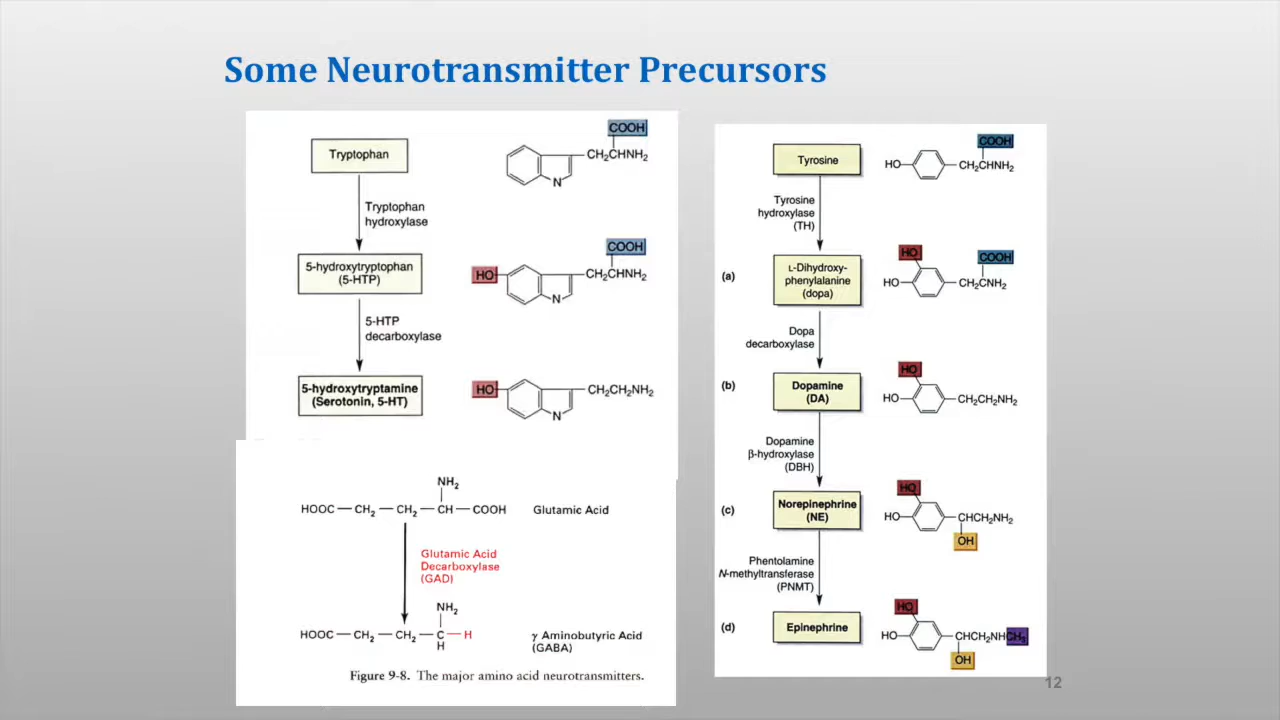 Some Neurotransmitter Precursors
Tryptophan
COOH
CH₂CHNH₂
N
Tryptophan
hydroxylase
5-hydroxytryptophan
(5-HTP)
COOH
HO
CH₂CHNH₂
N
5-HTP
decarboxylase
5-hydroxytryptamine
(Serotonin, 5-HT)
HO
CH₂CH₂NH₂
N
NH₂
HOOC — CH₂ — CH₂ — CH — COOH
Glutamic Acid
Glutamic Acid
Decarboxylase
(GAD)
NH₂
HOOC — CH₂ — CH₂ — C — H
H
γ Aminobutyric Acid
(GABA)
Figure 9-8. The major amino acid neurotransmitters.
Tyrosine
COOH
HO
CH₂CHNH₂
Tyrosine
hydroxylase
(TH)
(a)
L-Dihydroxy-
phenylalanine
(dopa)
HO
COOH
HO
CH₂CNH₂
Dopa
decarboxylase
(b)
Dopamine
(DA)
HO
HO
CH₂CH₂NH₂
Dopamine
β-hydroxylase
(DBH)
(c)
Norepinephrine
(NE)
HO
HO
CHCH₂NH₂
OH
Phentolamine
N-methyltransferase
(PNMT)
(d)
Epinephrine
HO
HO
CHCH₂NHCH₃
OH
12